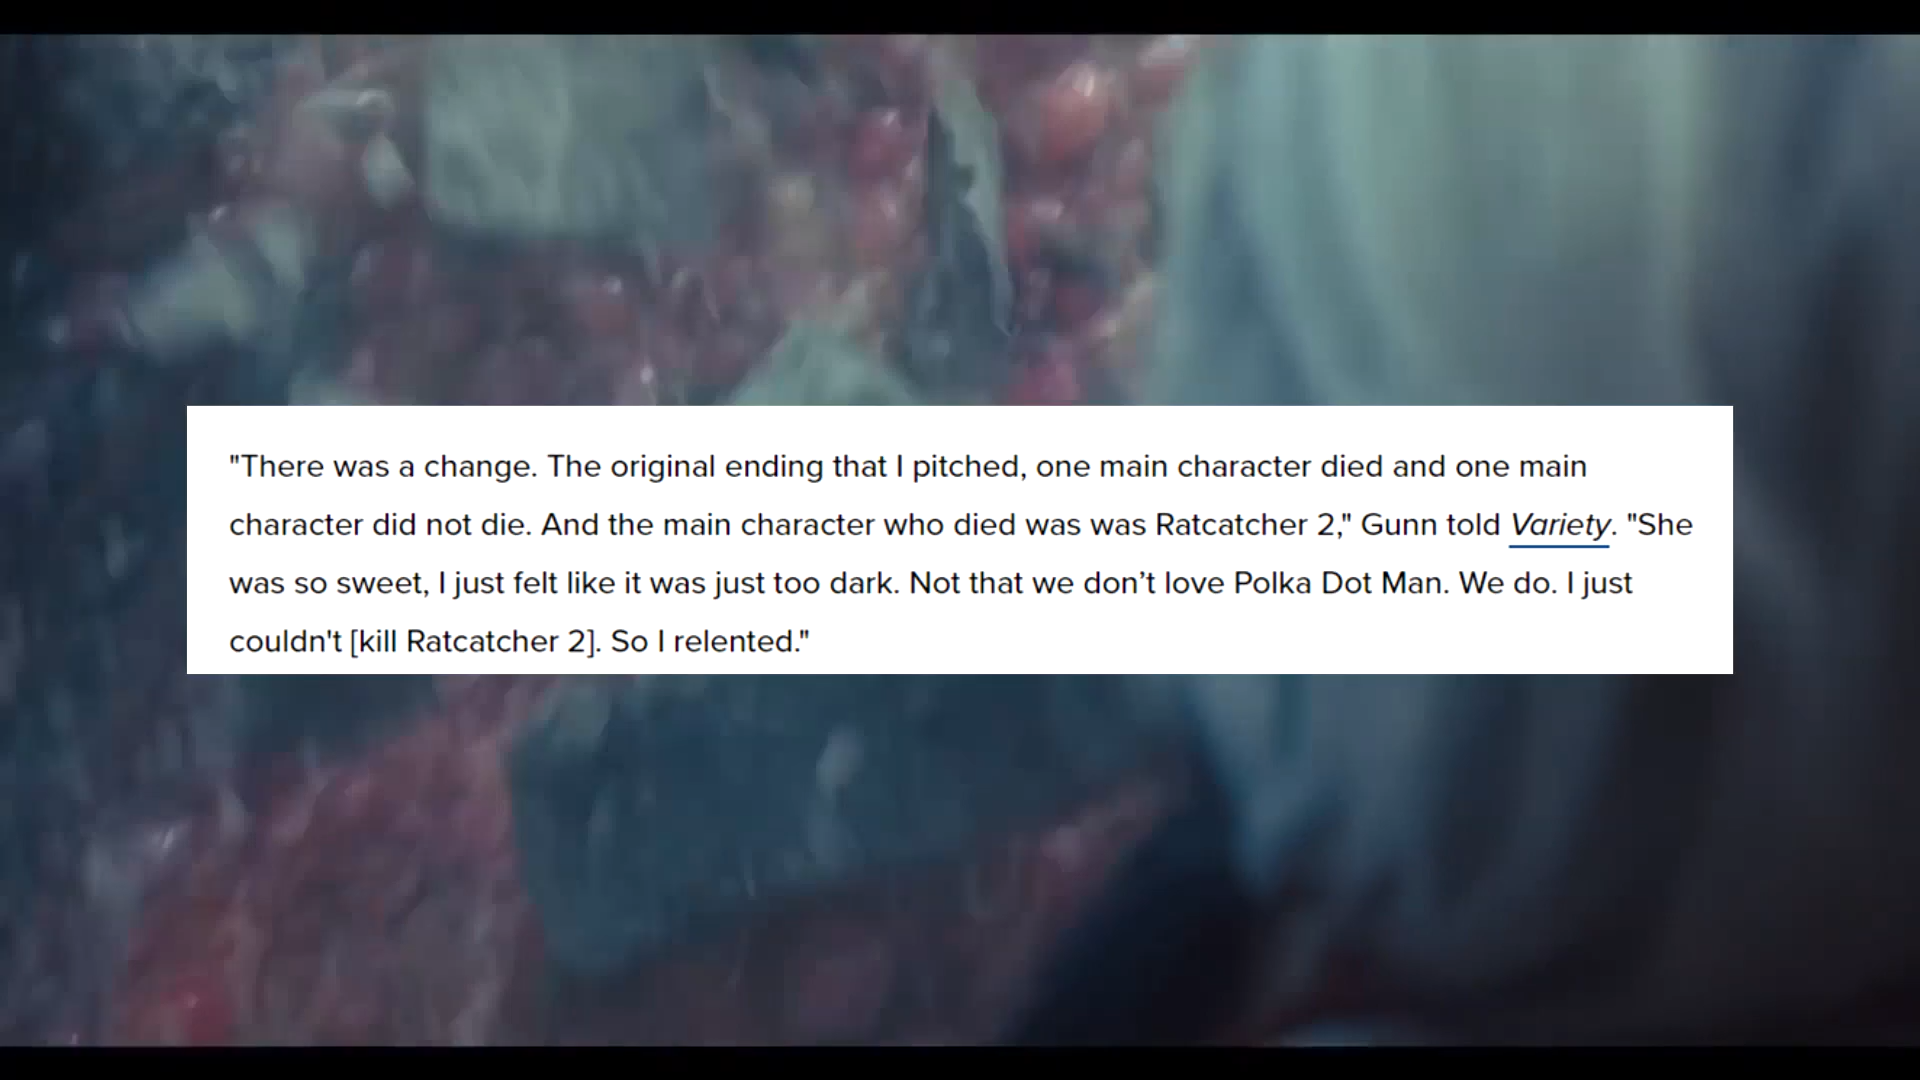 "There was a change. The original ending that I pitched, one main character died and one main
character did not die. And the main character who died was was Ratcatcher 2," Gunn told Variety. "She
was so sweet, I just felt like it was just too dark. Not that we don’t love Polka Dot Man. We do. I just
couldn't [kill Ratcatcher 2]. So I relented."